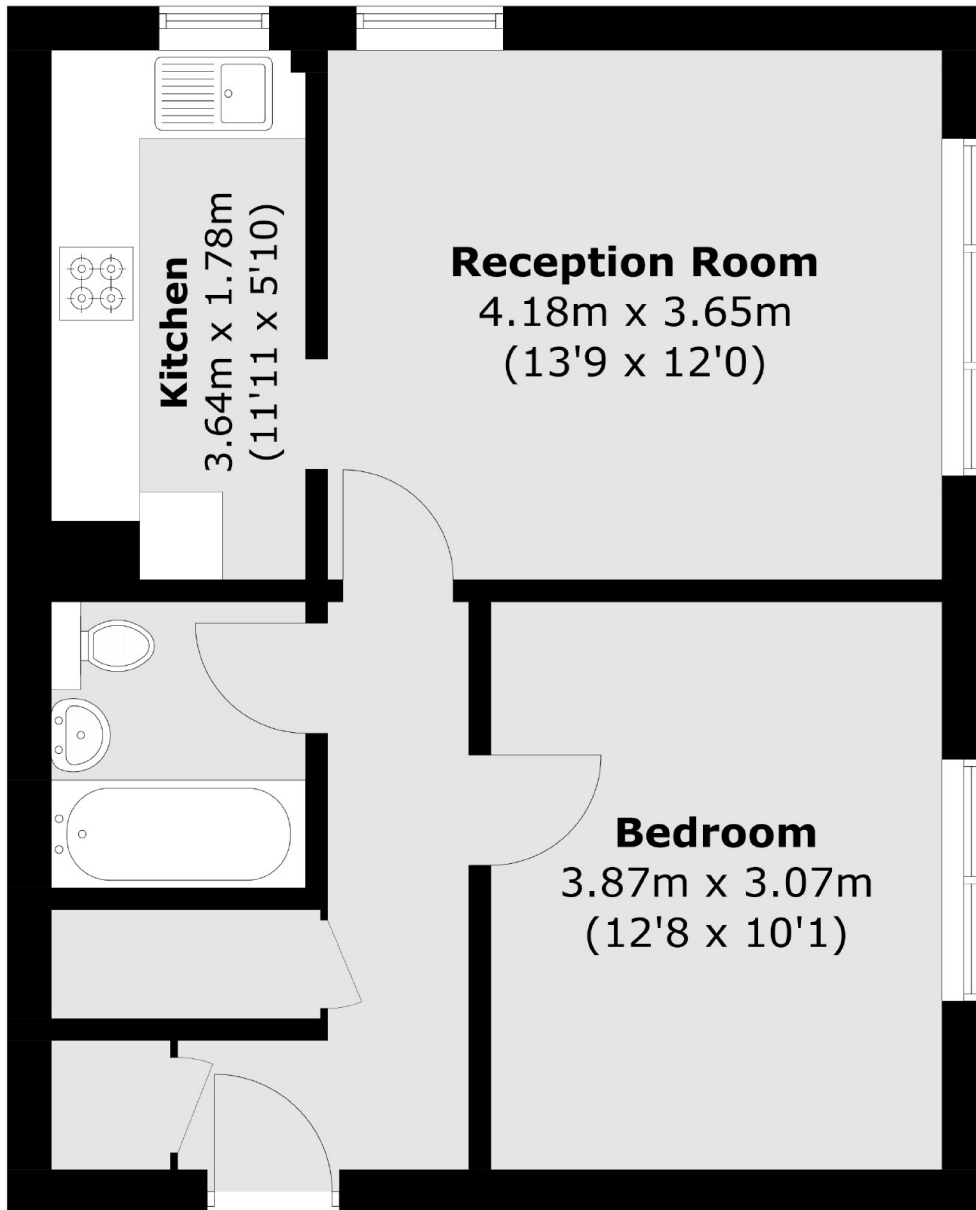 Kitchen
3.64m x 1.78m
(11'11 x 5'10)
Reception Room
4.18m x 3.65m
(13'9 x 12'0)
Bedroom
3.87m x 3.07m
(12'8 x 10'1)